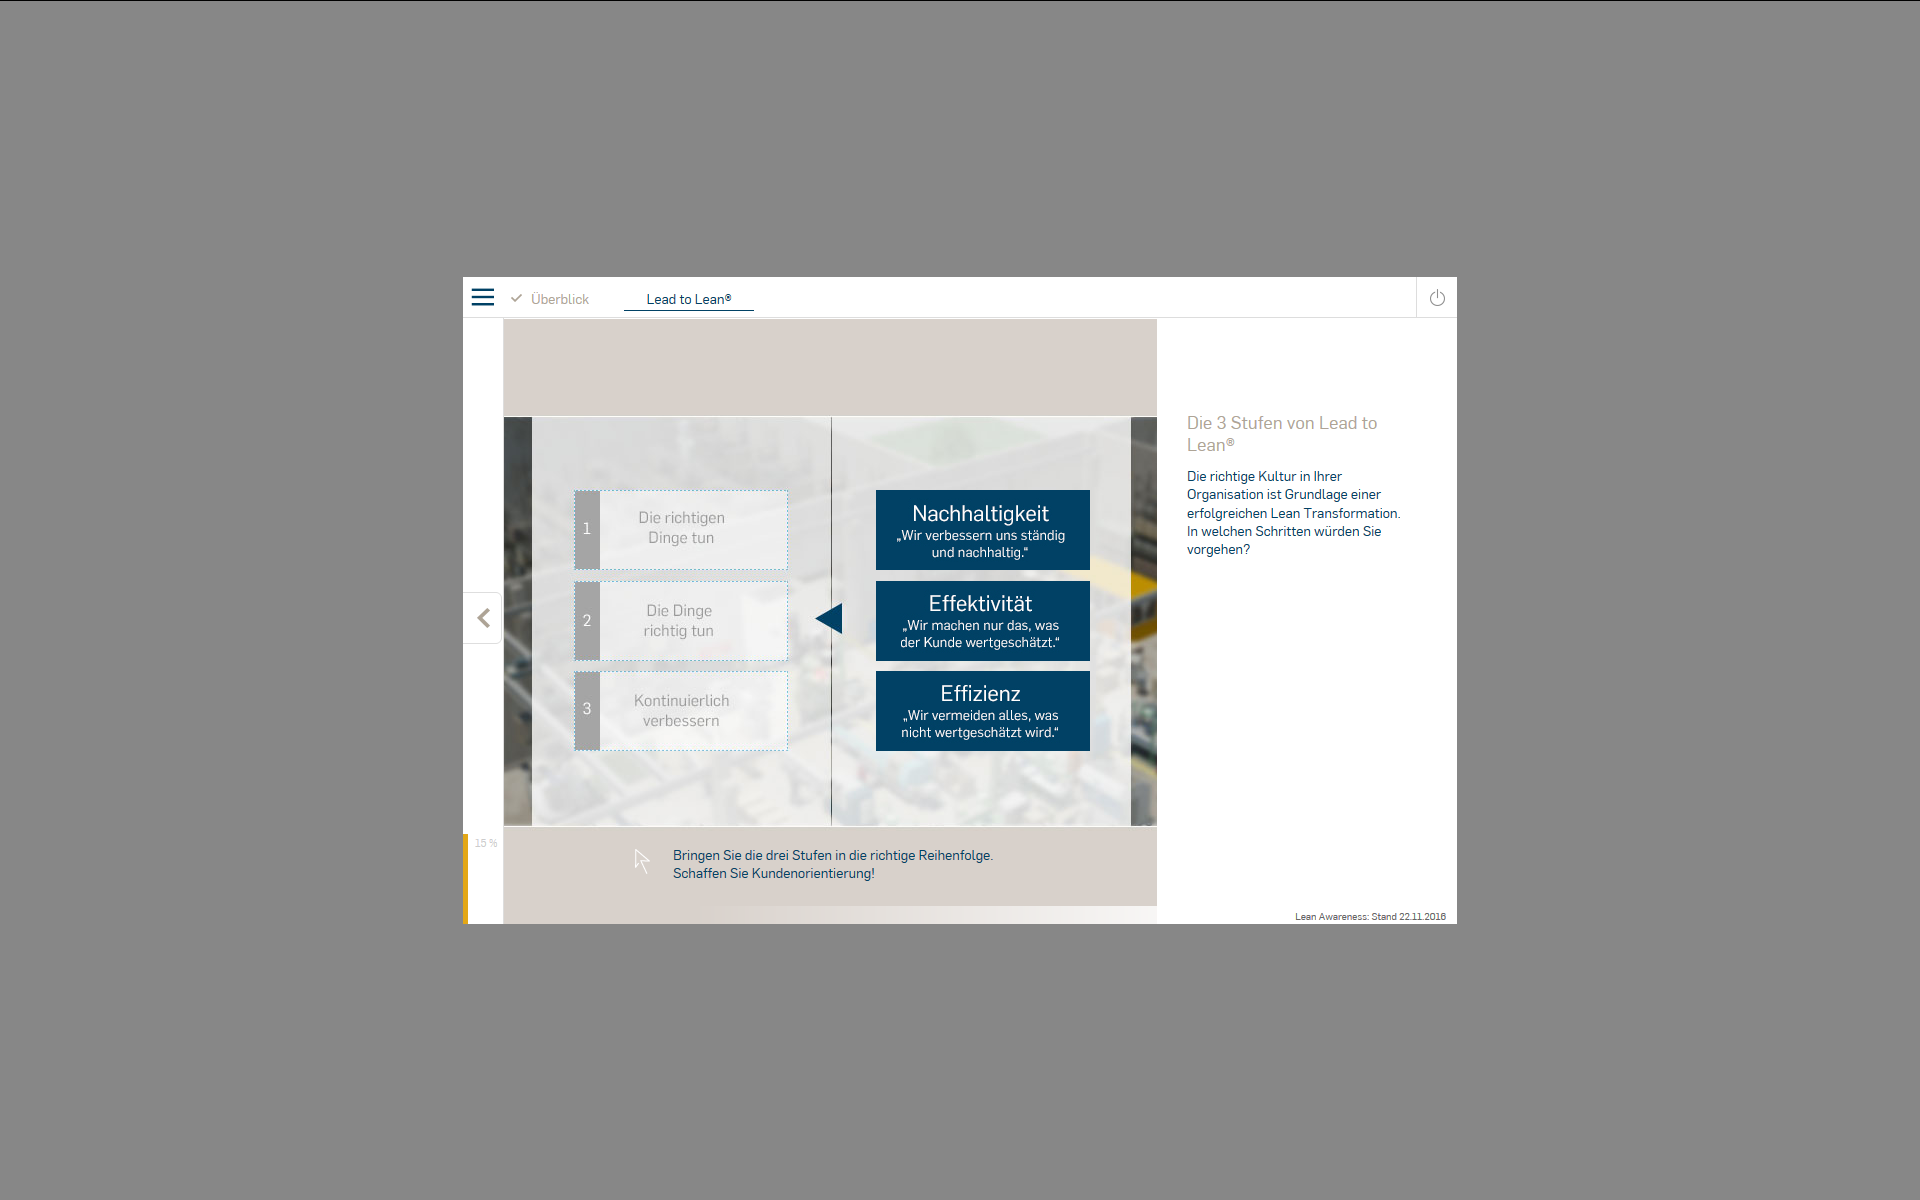 Überblick
Lead to Lean®
Die 3 Stufen von Lead to
Lean®
Die richtige Kultur in Ihrer
Organisation ist Grundlage einer
erfolgreichen Lean Transformation.
In welchen Schritten würden Sie
vorgehen?
1
Die richtigen
Dinge tun
2
Die Dinge
richtig tun
3
Kontinuierlich
verbessern
Nachhaltigkeit
„Wir verbessern uns ständig
und nachhaltig.“
Effektivität
„Wir machen nur das, was
der Kunde wertgeschätzt.“
Effizienz
„Wir vermeiden alles, was
nicht wertgeschätzt wird.“
15 %
Bringen Sie die drei Stufen in die richtige Reihenfolge.
Schaffen Sie Kundenorientierung!
Lean Awareness: Stand 22.11.2016